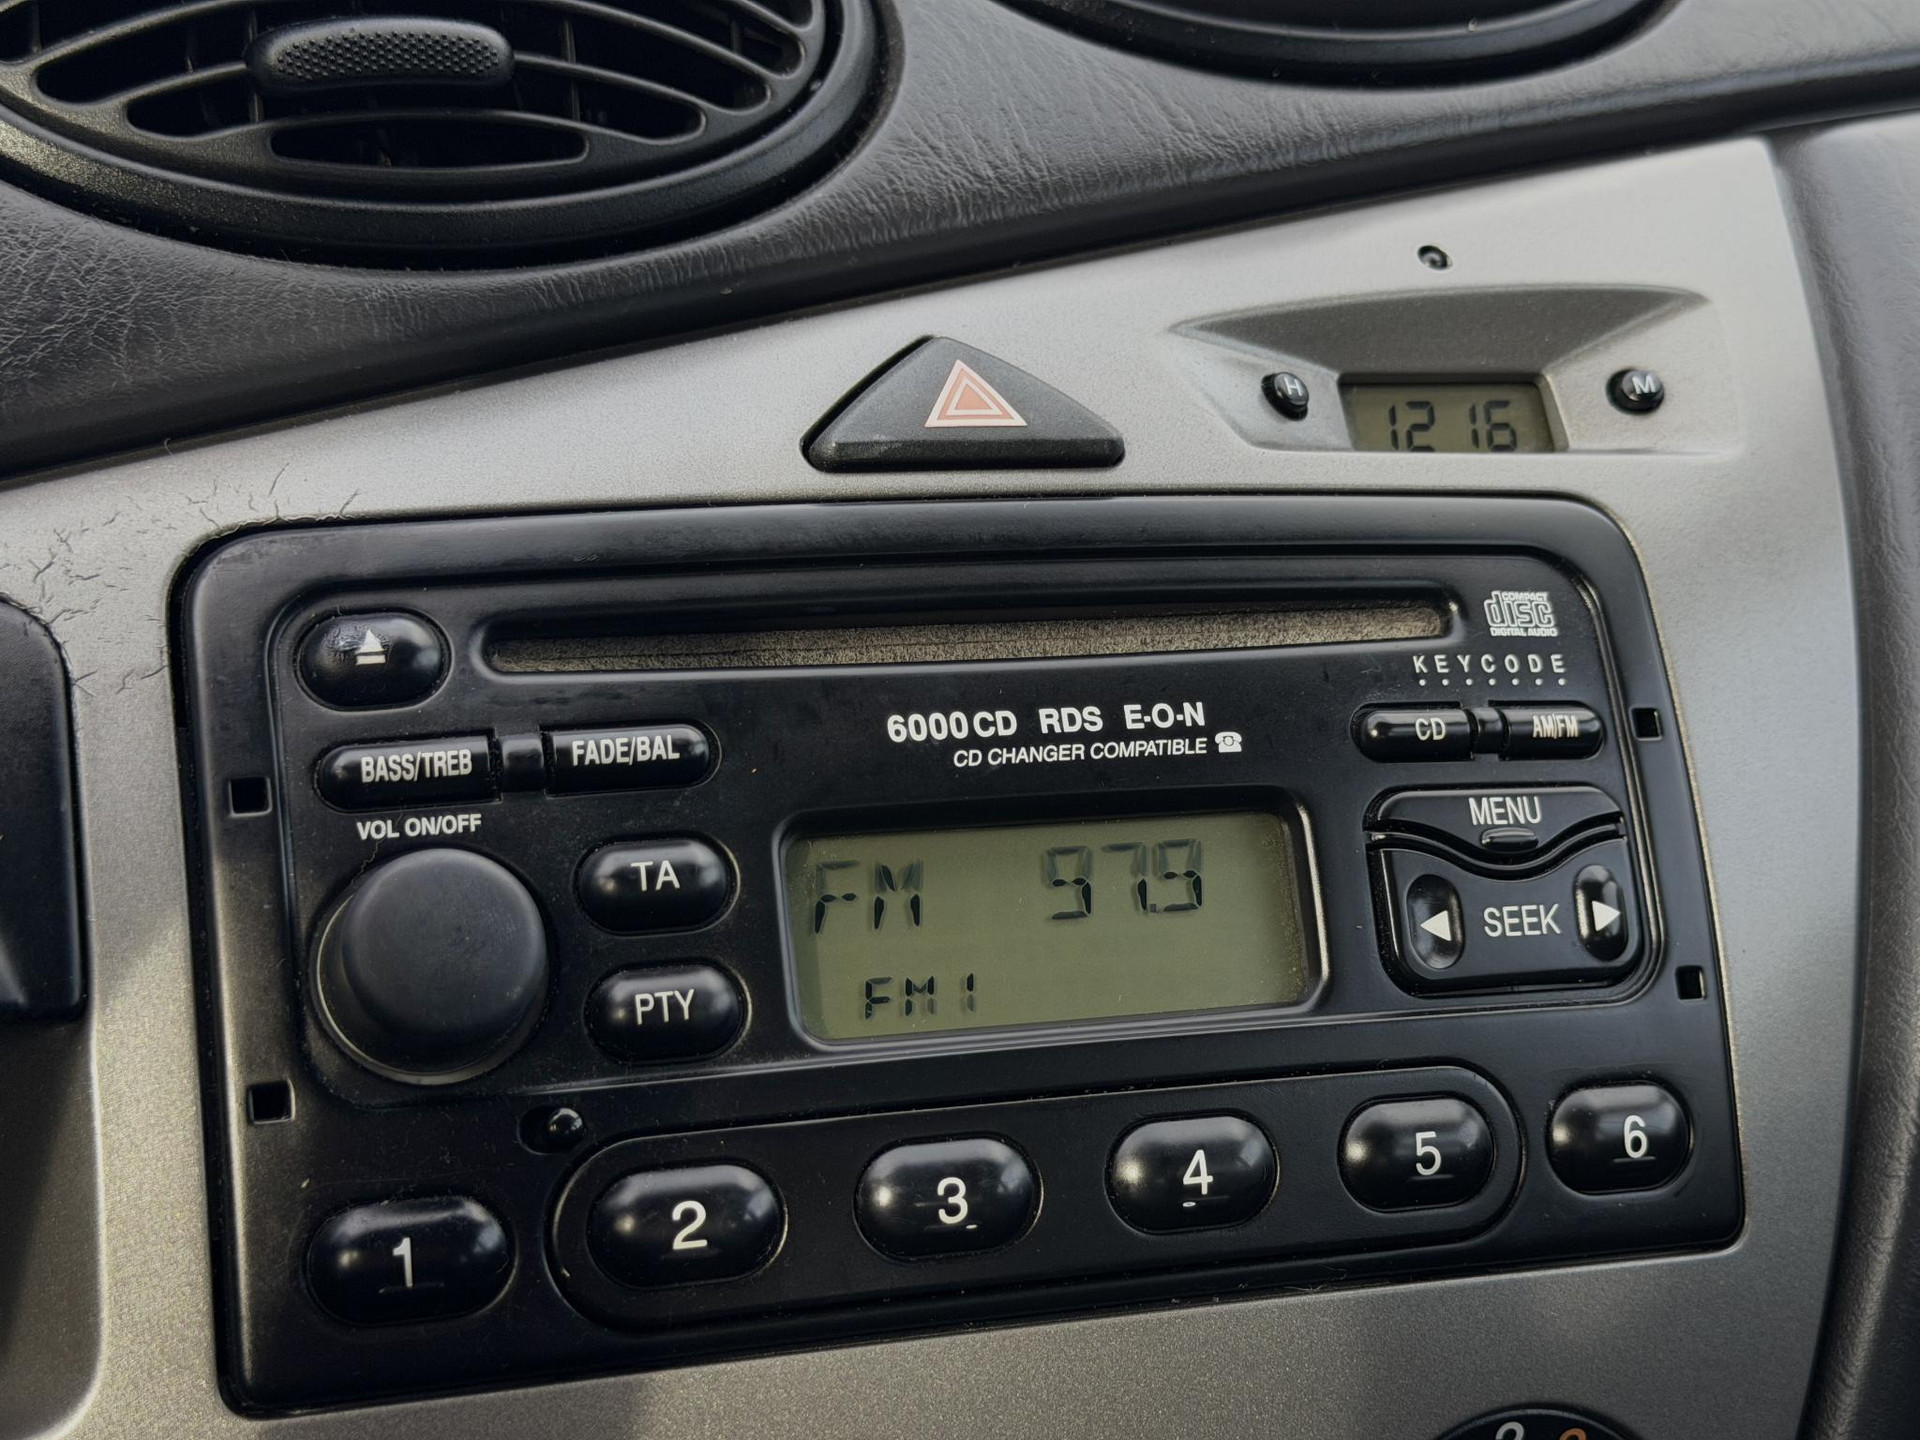 H
12 16
M
COMPACT
disc
DIGITAL AUDIO
KEYCODE
6000CD RDS E-O-N
CD CHANGER COMPATIBLE
CD
AM/FM
BASS/TREB
FADE/BAL
VOL ON/OFF
MENU
TA
FM 97.9
SEEK
PTY
FM1
1
2
3
4
5
6